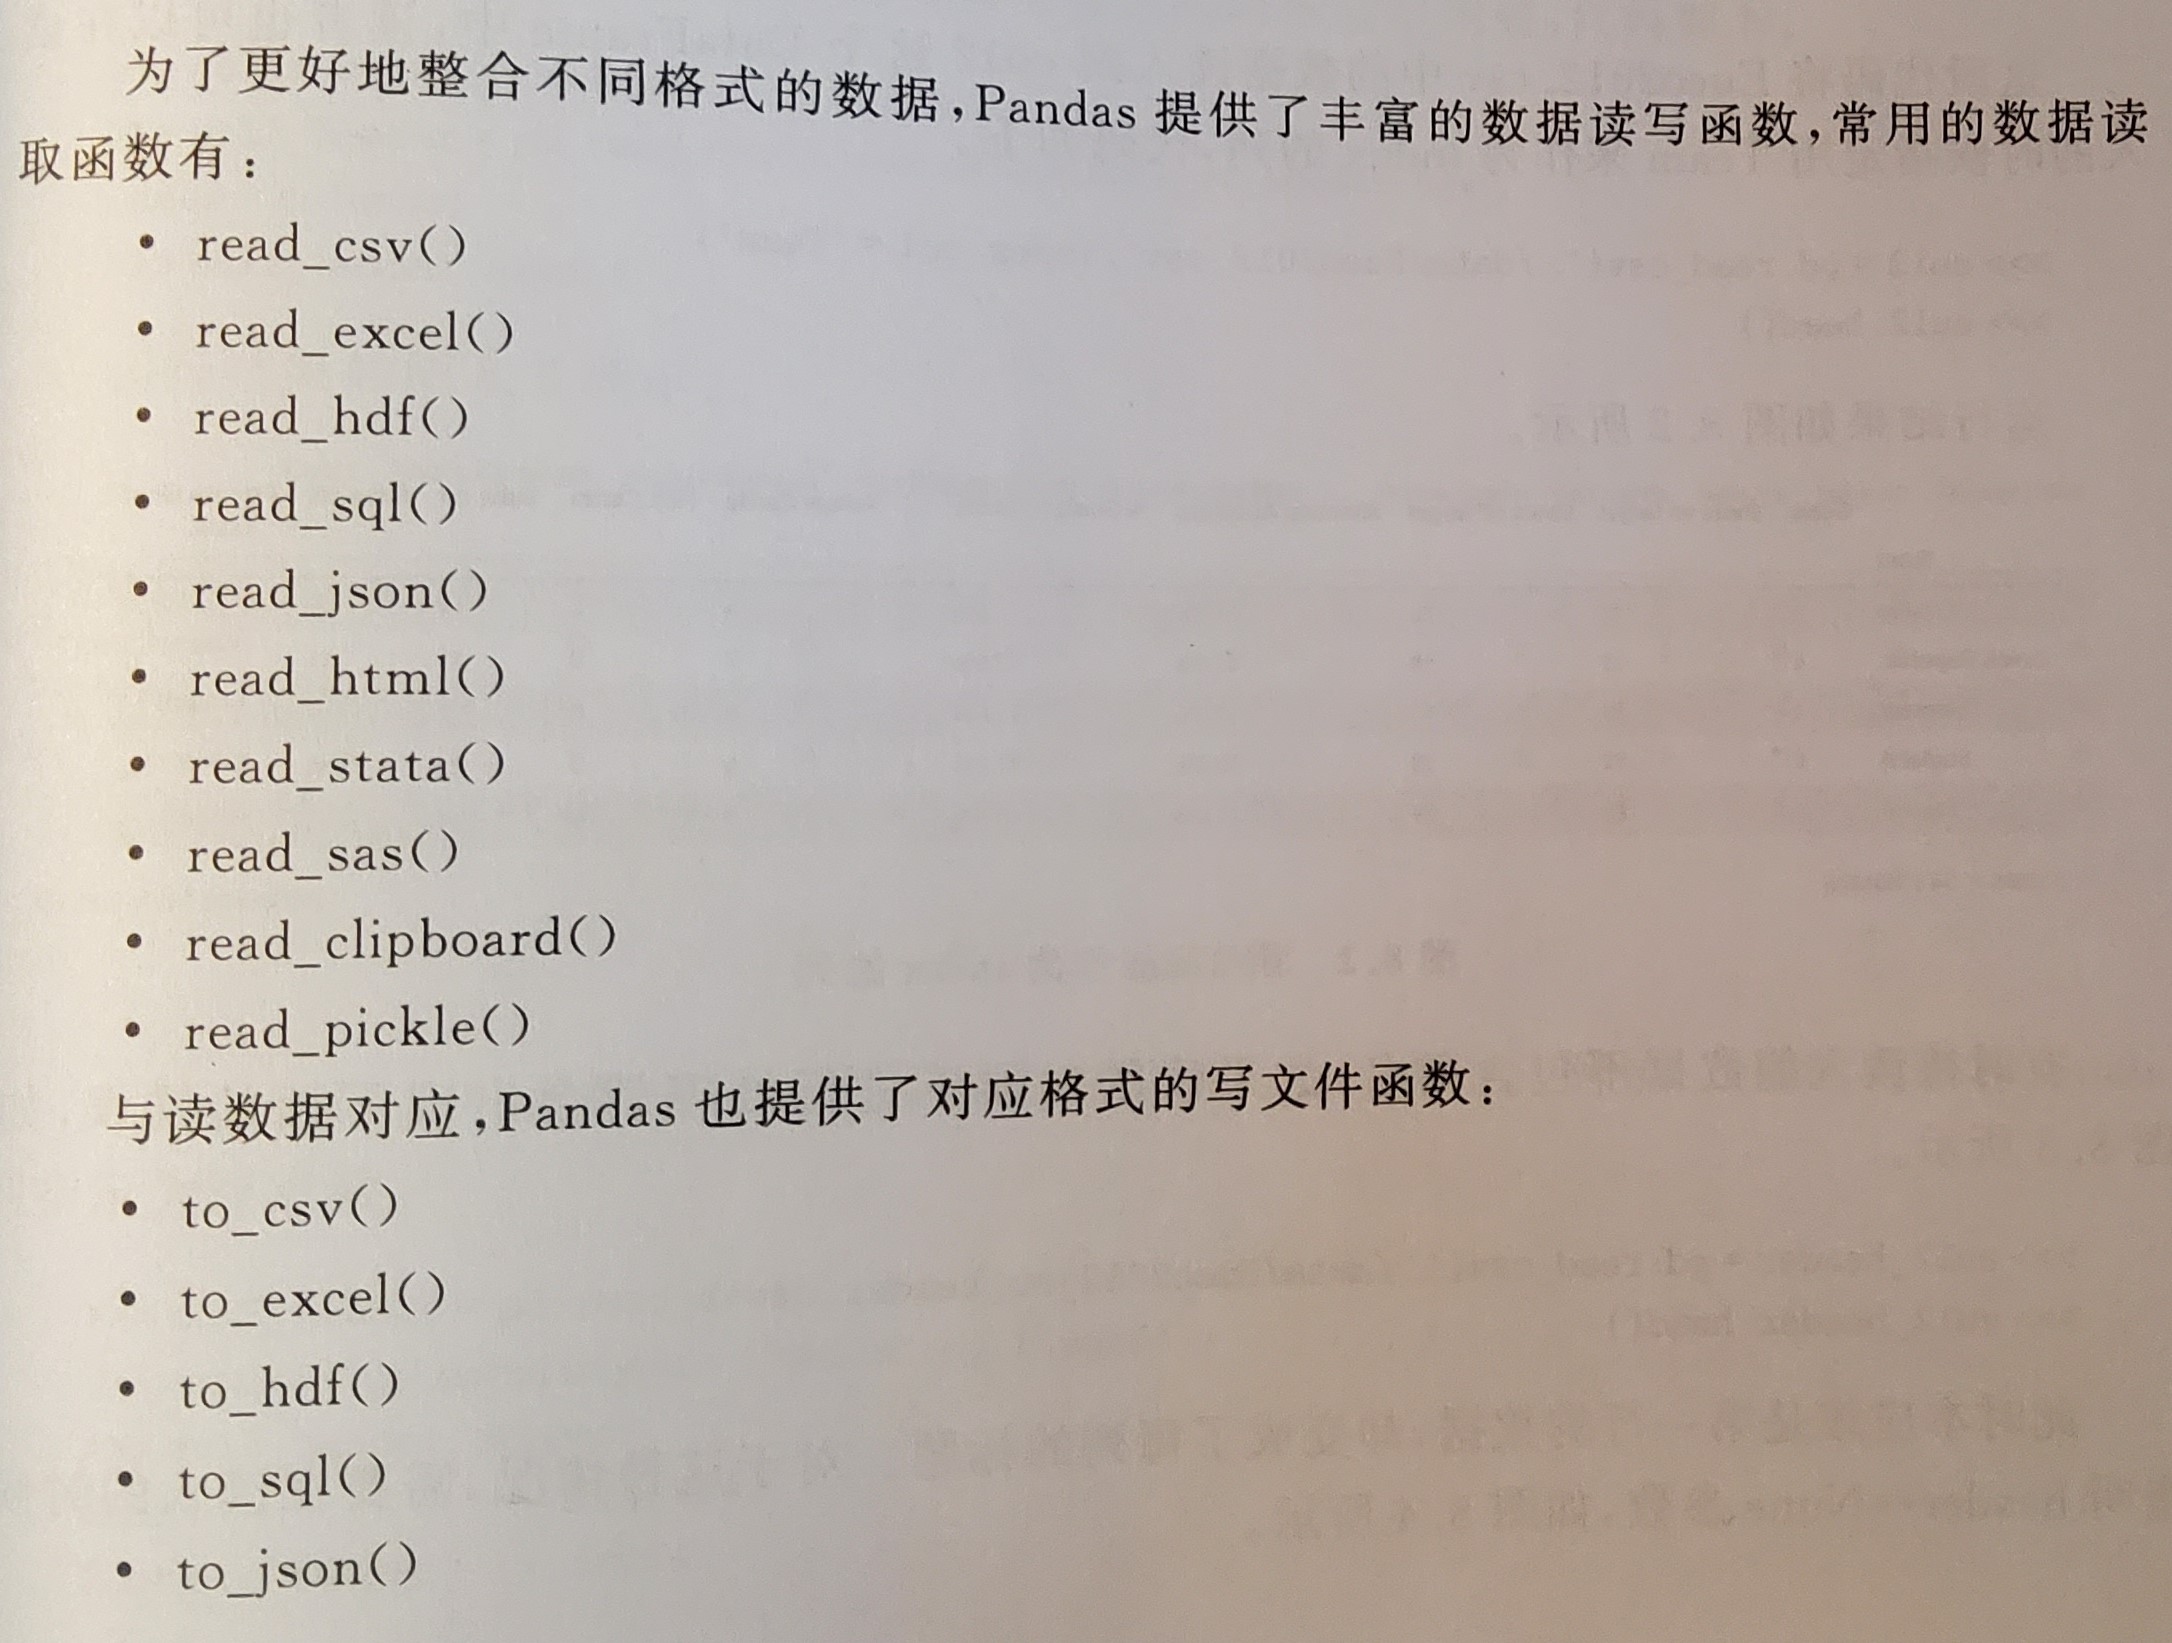 为了更好地整合不同格式的数据,Pandas 提供了丰富的数据读写函数,常用的数据读
取函数有:
• read_csv()
• read_excel()
• read_hdf()
• read_sql()
• read_json()
• read_html()
• read_stata()
• read_sas()
• read_clipboard()
• read_pickle()
与读数据对应,Pandas 也提供了对应格式的写文件函数:
• to_csv()
• to_excel()
• to_hdf()
• to_sql()
• to_json()